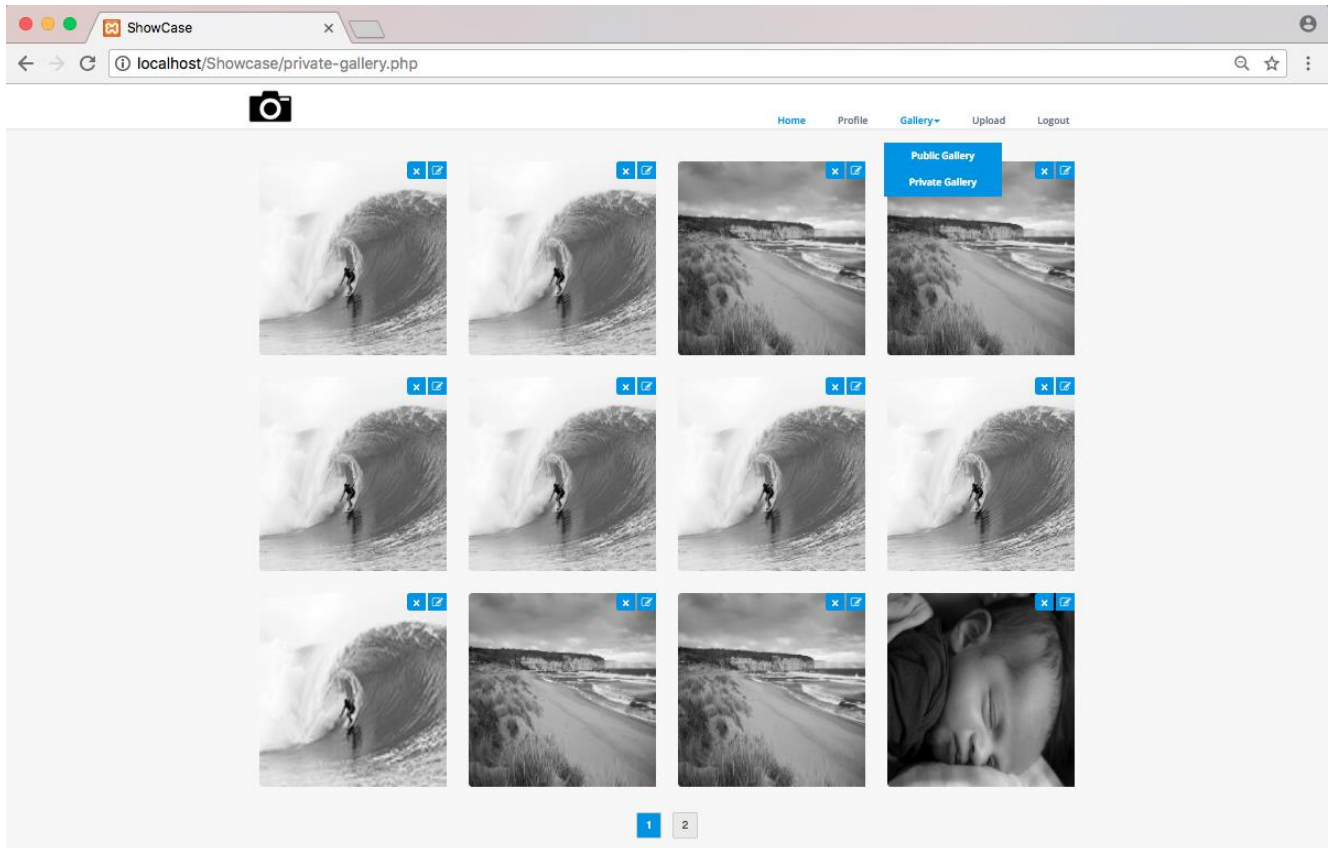 ShowCase
localhost/Showcase/private-gallery.php
Home Profile Gallery Upload Logout
Public Gallery
Private Gallery
1 2